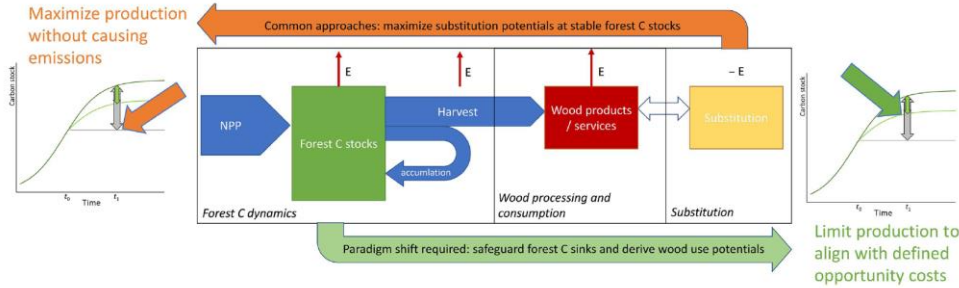 Maximize production
without causing
emissions
Common approaches: maximize substitution potentials at stable forest C stocks
Carbon stock
t₀
t₁
Time
E
E
E
– E
NPP
Forest C stocks
Harvest
accumlation
Wood products
/ services
Substitution
Forest C dynamics
Wood processing and
consumption
Substitution
Carbon stock
t₀
t₁
Time
Paradigm shift required: safeguard forest C sinks and derive wood use potentials
Limit production to
align with defined
opportunity costs